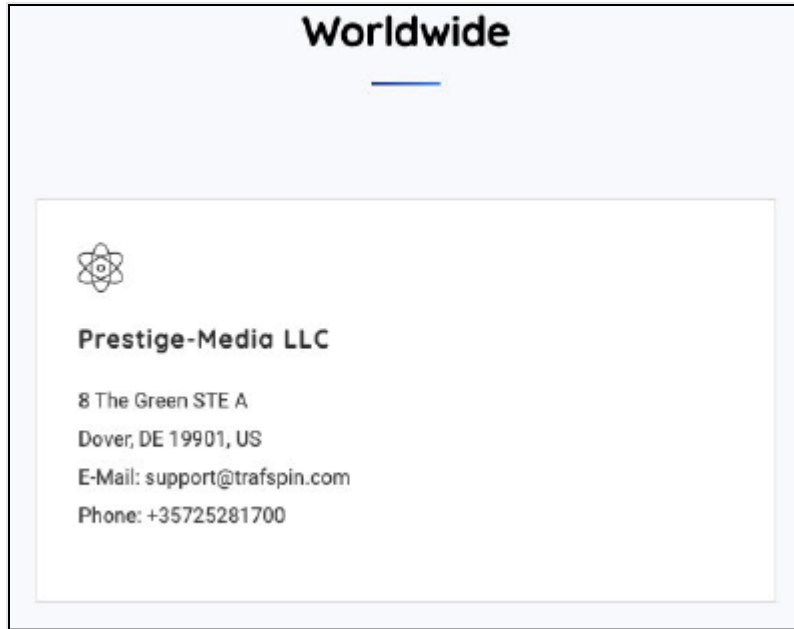 Worldwide
Prestige-Media LLC
8 The Green STE A
Dover, DE 19901, US
E-Mail: support@trafspin.com
Phone: +35725281700